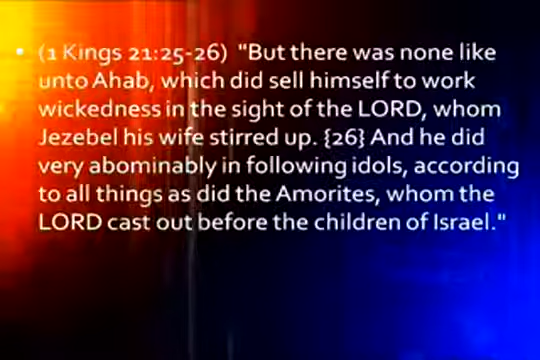 • (1 Kings 21:25-26) "But there was none like
unto Ahab, which did sell himself to work
wickedness in the sight of the LORD, whom
Jezebel his wife stirred up. {26} And he did
very abominably in following idols, according
to all things as did the Amorites, whom the
LORD cast out before the children of Israel."